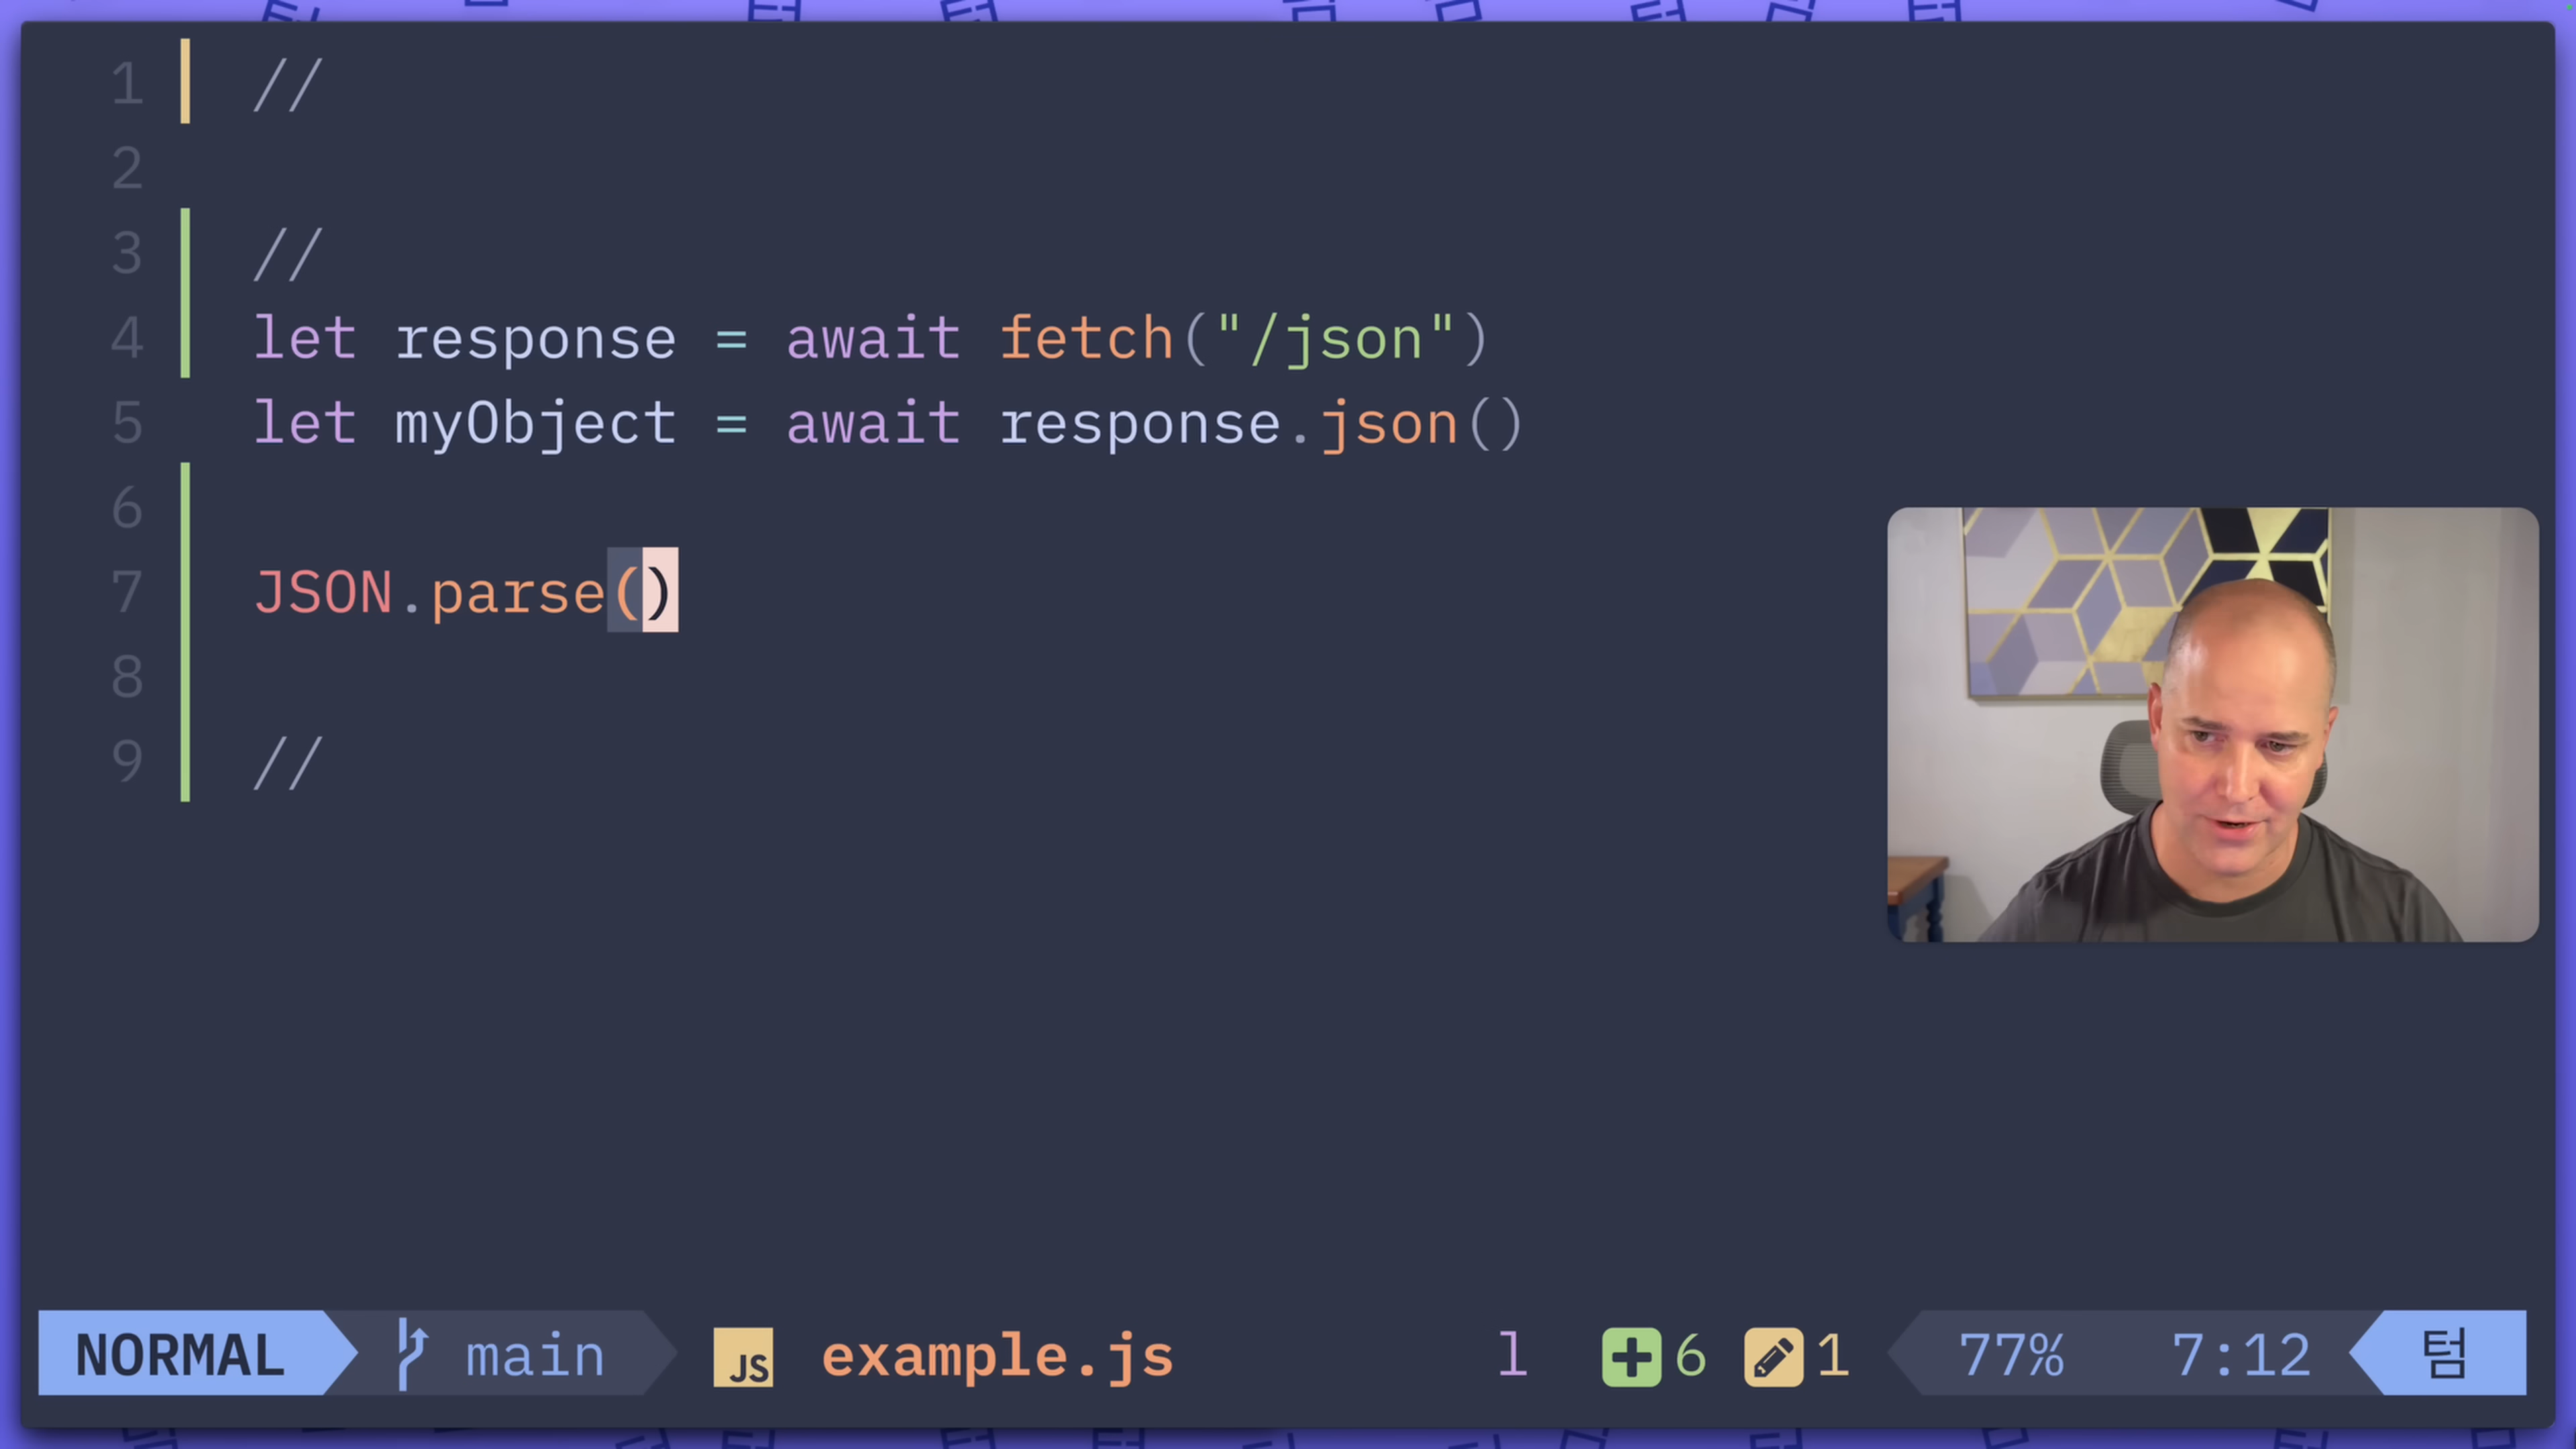 1 //
2
3 //
4 let response = await fetch("/json")
5 let myObject = await response.json()
6
7 JSON.parse()
8
9 //
NORMAL main JS example.js l 6 1 77% 7:12 텀